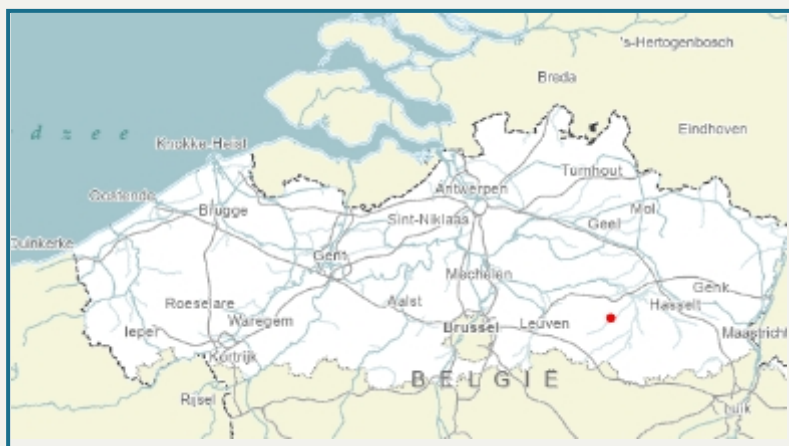 's-Hertogenbosch
Breda
Eindhoven
d z e e
Knokke-Heist
Turnhout
Antwerpen
Oostende
Mol
Brugge
Sint-Niklaas
Geel
Duinkerke
Gent
Mechelen
Genk
Roeselare
Aalst
Hasselt
Waregem
Leuven
Ieper
Brussel
Maastricht
Kortrijk
BELGIË
Rijsel
Luik